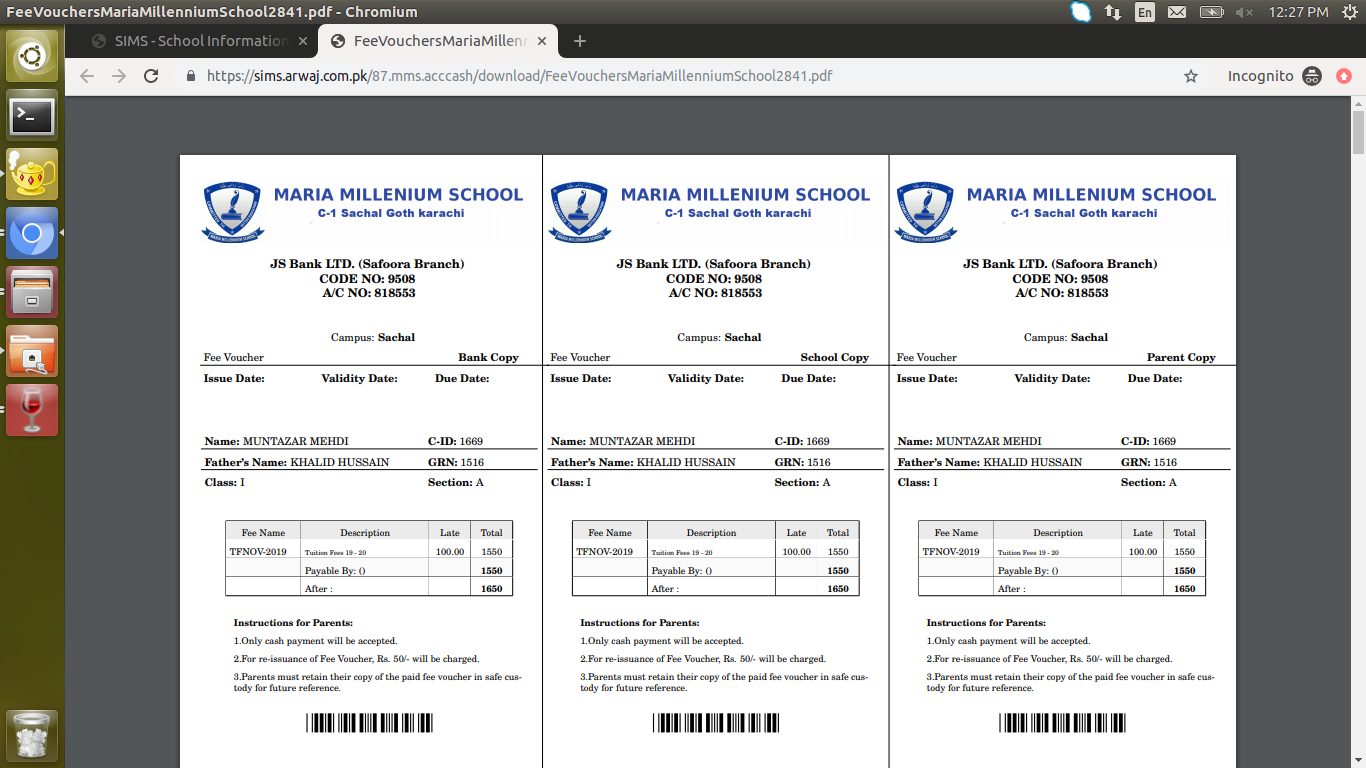 FeeVouchersMariaMillenniumSchool2841.pdf - Chromium
En
12:27 PM
SIMS - School Information
FeeVouchersMariaMillenn
https://sims.arwaj.com.pk/87.mms.acccash/download/FeeVouchersMariaMillenniumSchool2841.pdf
Incognito
MARIA MILLENIUM SCHOOL
C-1 Sachal Goth karachi
JS Bank LTD. (Safoora Branch)
CODE NO: 9508
A/C NO: 818553
Campus: Sachal
Fee Voucher Bank Copy
Issue Date: Validity Date: Due Date:
Name: MUNTAZAR MEHDI C-ID: 1669
Father's Name: KHALID HUSSAIN GRN: 1516
Class: I Section: A
Fee Name Description Late Total
TFNOV-2019 Tuition Fees 19 - 20 100.00 1550
Payable By: () 1550
After : 1650
Instructions for Parents:
1.Only cash payment will be accepted.
2.For re-issuance of Fee Voucher, Rs. 50/- will be charged.
3.Parents must retain their copy of the paid fee voucher in safe cus-
tody for future reference.
MARIA MILLENIUM SCHOOL
C-1 Sachal Goth karachi
JS Bank LTD. (Safoora Branch)
CODE NO: 9508
A/C NO: 818553
Campus: Sachal
Fee Voucher School Copy
Issue Date: Validity Date: Due Date:
Name: MUNTAZAR MEHDI C-ID: 1669
Father's Name: KHALID HUSSAIN GRN: 1516
Class: I Section: A
Fee Name Description Late Total
TFNOV-2019 Tuition Fees 19 - 20 100.00 1550
Payable By: () 1550
After : 1650
Instructions for Parents:
1.Only cash payment will be accepted.
2.For re-issuance of Fee Voucher, Rs. 50/- will be charged.
3.Parents must retain their copy of the paid fee voucher in safe cus-
tody for future reference.
MARIA MILLENIUM SCHOOL
C-1 Sachal Goth karachi
JS Bank LTD. (Safoora Branch)
CODE NO: 9508
A/C NO: 818553
Campus: Sachal
Fee Voucher Parent Copy
Issue Date: Validity Date: Due Date:
Name: MUNTAZAR MEHDI C-ID: 1669
Father's Name: KHALID HUSSAIN GRN: 1516
Class: I Section: A
Fee Name Description Late Total
TFNOV-2019 Tuition Fees 19 - 20 100.00 1550
Payable By: () 1550
After : 1650
Instructions for Parents:
1.Only cash payment will be accepted.
2.For re-issuance of Fee Voucher, Rs. 50/- will be charged.
3.Parents must retain their copy of the paid fee voucher in safe cus-
tody for future reference.